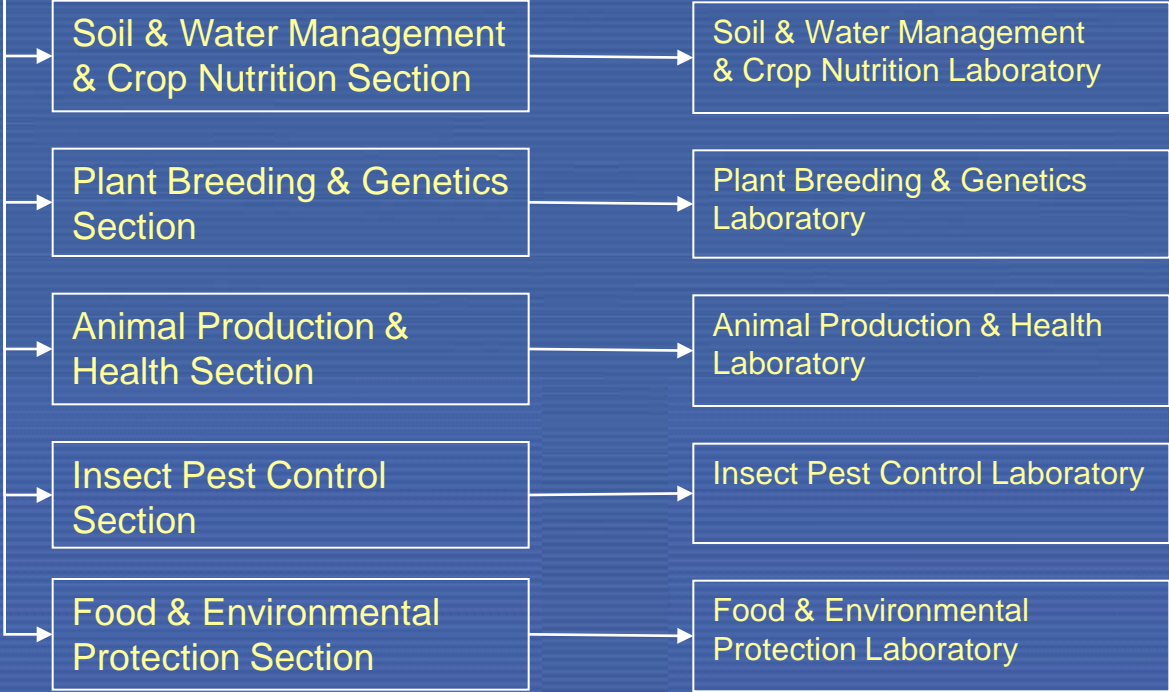 Soil & Water Management
& Crop Nutrition Section
Soil & Water Management
& Crop Nutrition Laboratory
Plant Breeding & Genetics
Section
Plant Breeding & Genetics
Laboratory
Animal Production &
Health Section
Animal Production & Health
Laboratory
Insect Pest Control
Section
Insect Pest Control Laboratory
Food & Environmental
Protection Section
Food & Environmental
Protection Laboratory